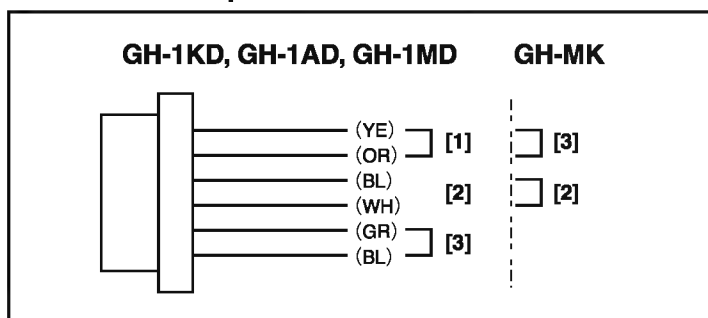 GH-1KD, GH-1AD, GH-1MD GH-MK
(YE)
[1] [3]
(OR)
(BL)
[2] [2]
(WH)
(GR)
[3]
(BL)